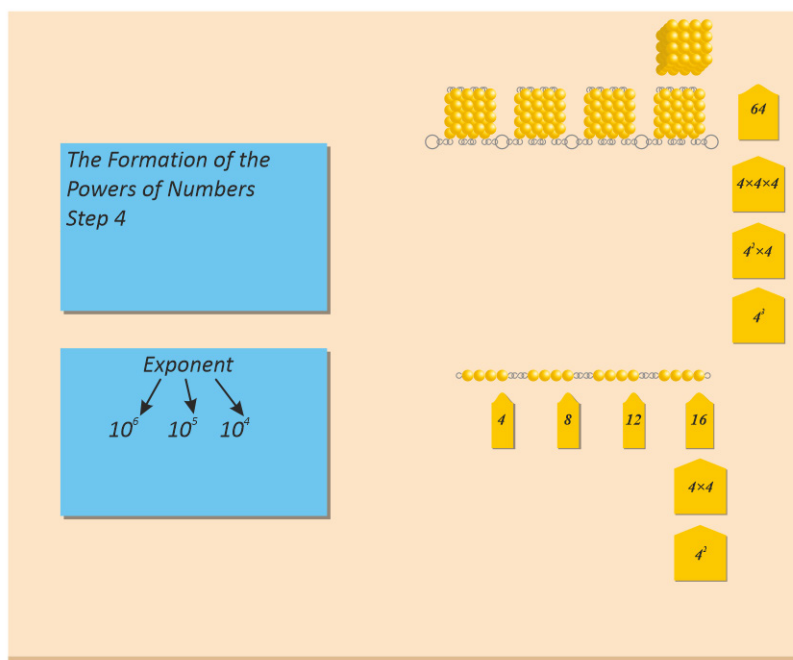 The Formation of the
Powers of Numbers
Step 4
Exponent
10⁶ 10⁵ 10⁴
64
4×4×4
4²×4
4³
4 8 12 16
4×4
4²